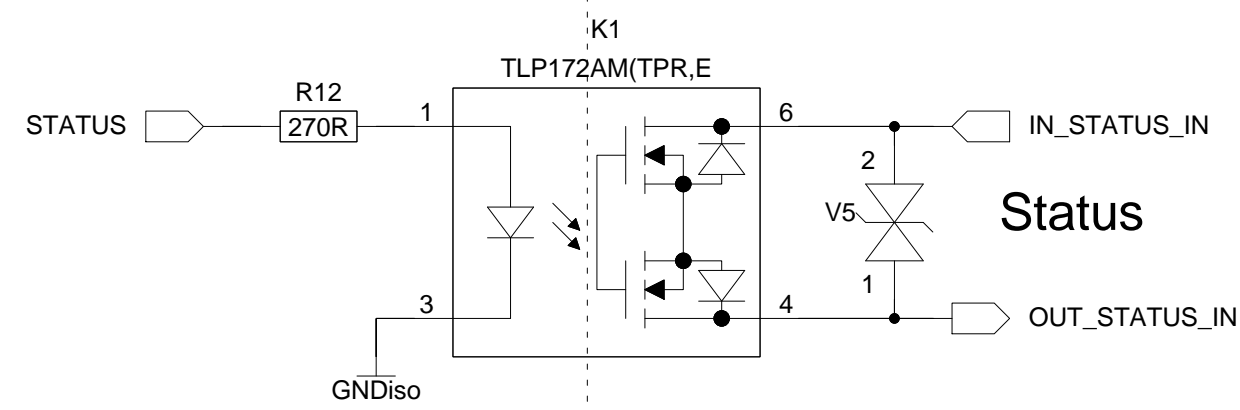 K1
TLP172AM(TPR,E
R12
STATUS
270R
1
6
IN_STATUS_IN
2
V5
Status
1
3
4
OUT_STATUS_IN
GNDiso